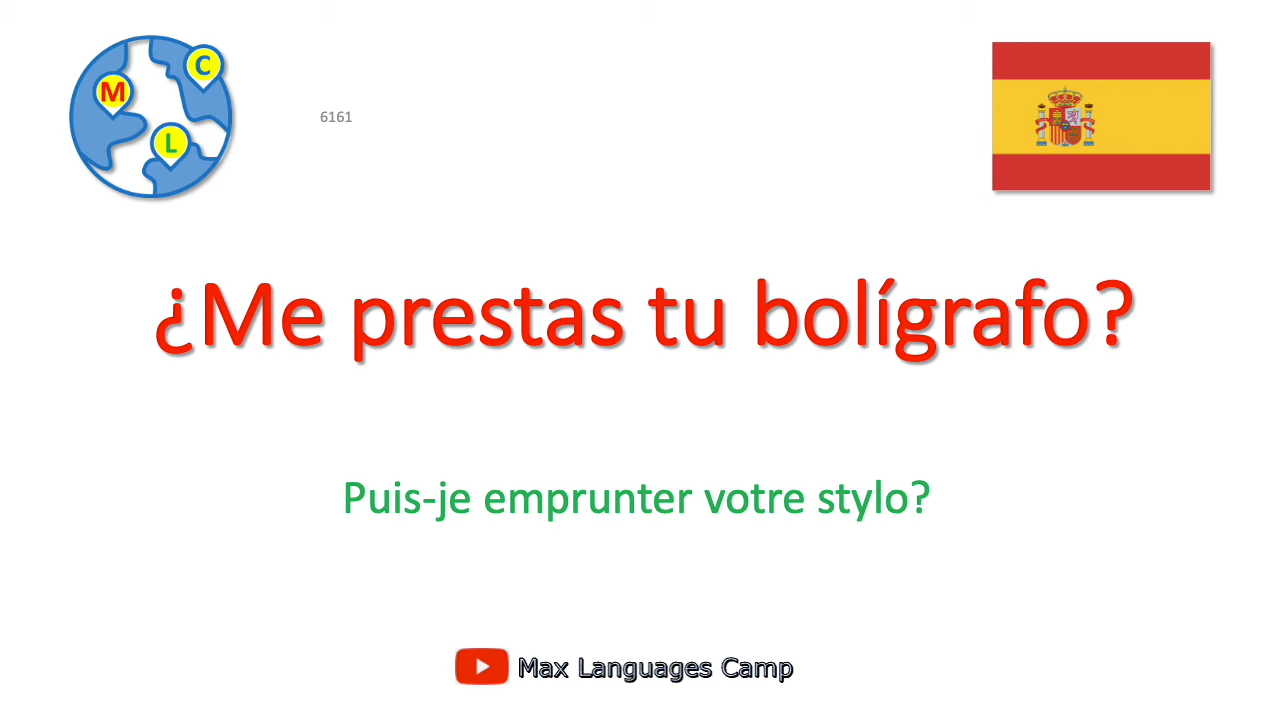 M
C
L
6161
¿Me prestas tu bolígrafo?
Puis-je emprunter votre stylo?
Max Languages Camp